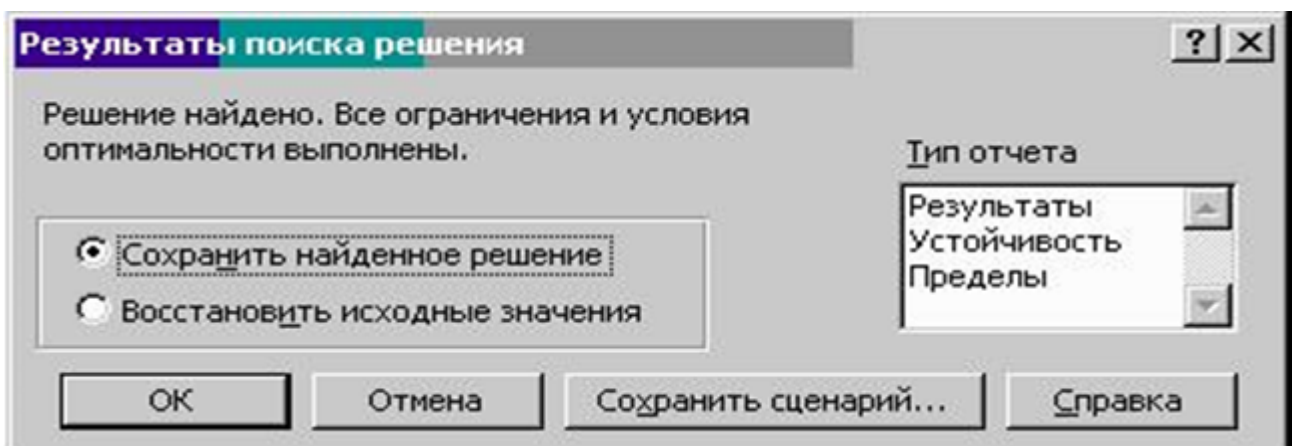 Результаты поиска решения
Решение найдено. Все ограничения и условия
оптимальности выполнены.
Тип отчета
Результаты
Устойчивость
Пределы
Сохранить найденное решение
Восстановить исходные значения
ОК Отмена Сохранить сценарий... Справка